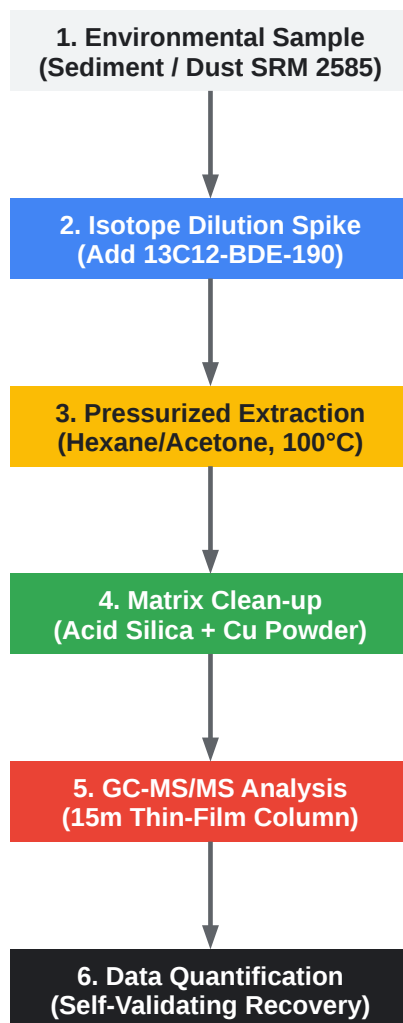 1. Environmental Sample
(Sediment / Dust SRM 2585)
2. Isotope Dilution Spike
(Add 13C12-BDE-190)
3. Pressurized Extraction
(Hexane/Acetone, 100°C)
4. Matrix Clean-up
(Acid Silica + Cu Powder)
5. GC-MS/MS Analysis
(15m Thin-Film Column)
6. Data Quantification
(Self-Validating Recovery)